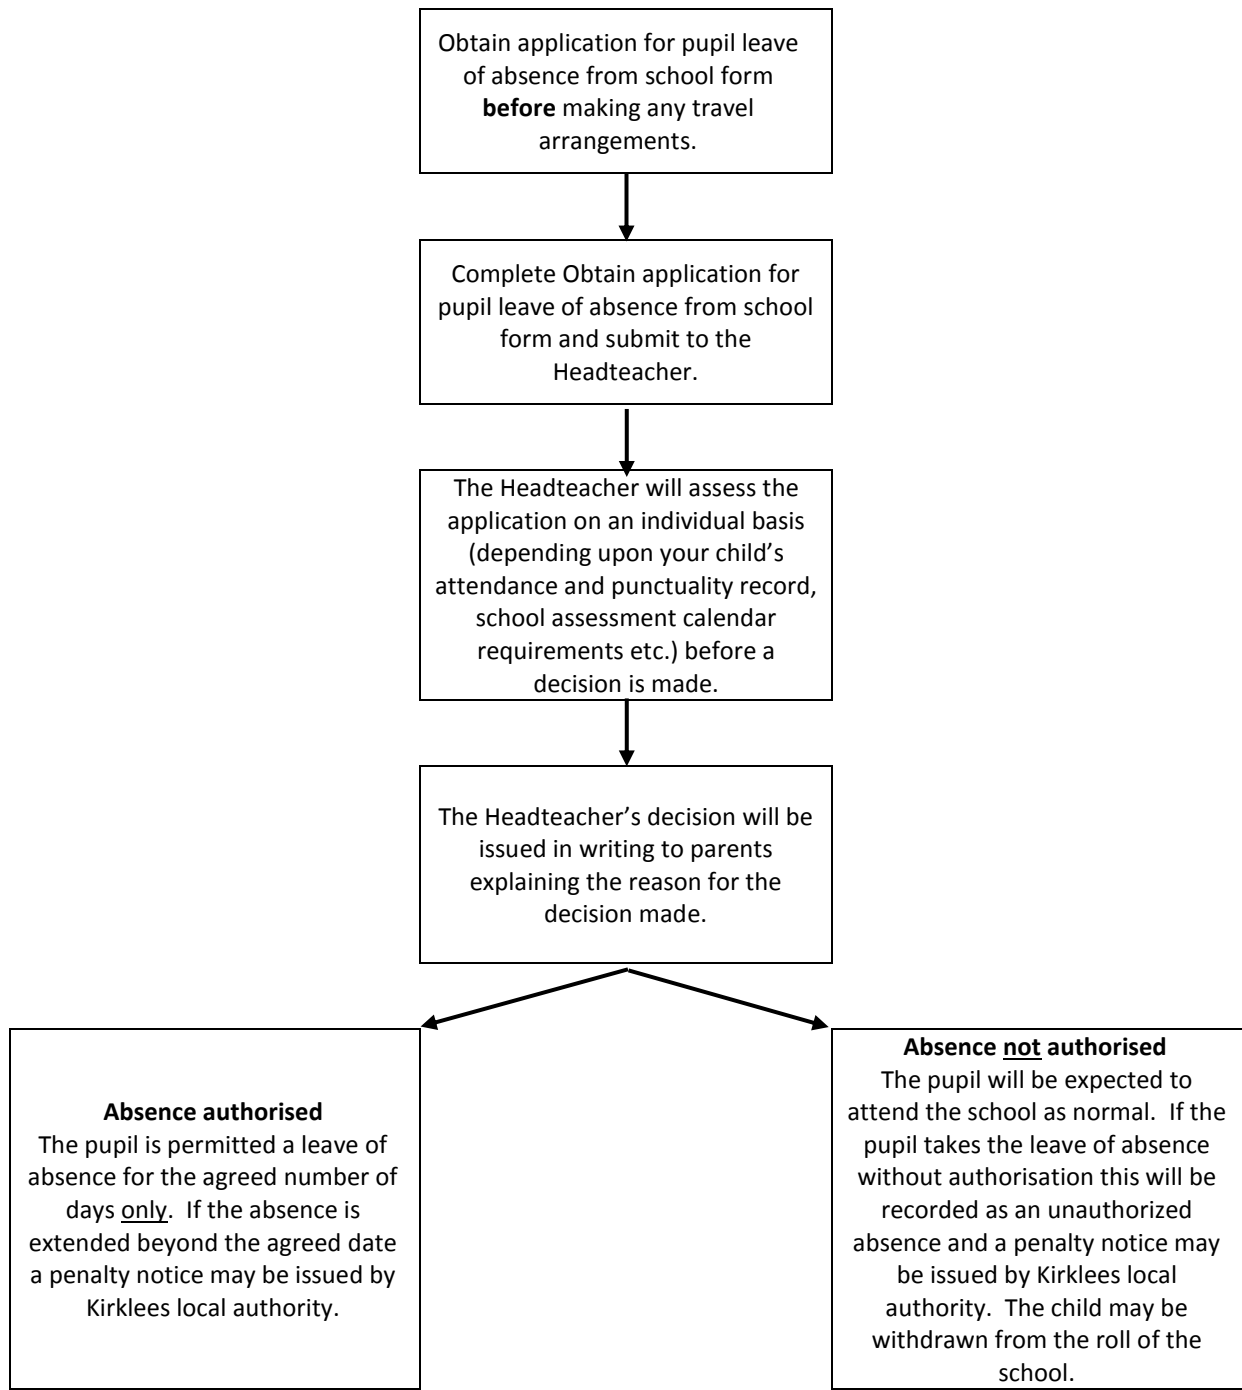 Obtain application for pupil leave
of absence from school form
before making any travel
arrangements.
Complete Obtain application for
pupil leave of absence from school
form and submit to the
Headteacher.
The Headteacher will assess the
application on an individual basis
(depending upon your child’s
attendance and punctuality record,
school assessment calendar
requirements etc.) before a
decision is made.
The Headteacher’s decision will be
issued in writing to parents
explaining the reason for the
decision made.
Absence authorised
The pupil is permitted a leave of
absence for the agreed number of
days only.  If the absence is
extended beyond the agreed date
a penalty notice may be issued by
Kirklees local authority.
Absence not authorised
The pupil will be expected to
attend the school as normal.  If the
pupil takes the leave of absence
without authorisation this will be
recorded as an unauthorized
absence and a penalty notice may
be issued by Kirklees local
authority.  The child may be
withdrawn from the roll of the
school.